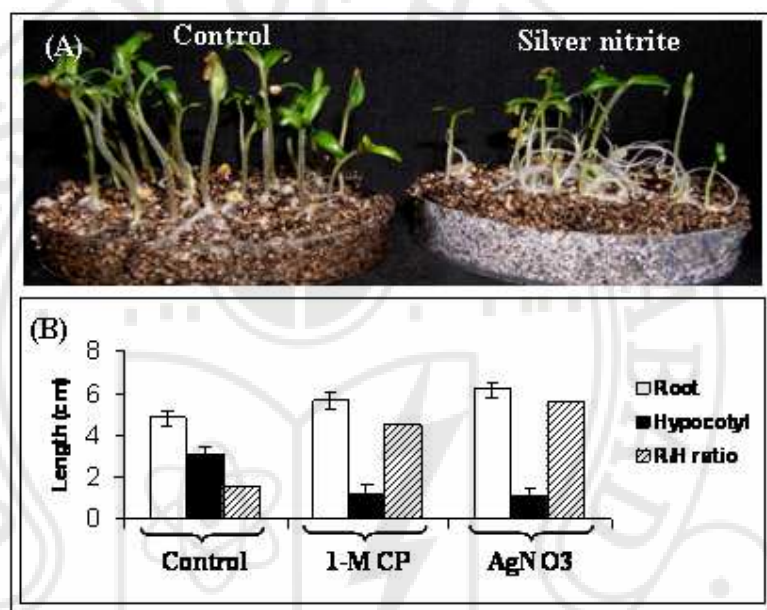 (A) Control Silver nitrite
(B)
8
6
4
2
0
Length (cm)
Root
Hypocotyl
R/H ratio
Control 1-MCP AgNO3